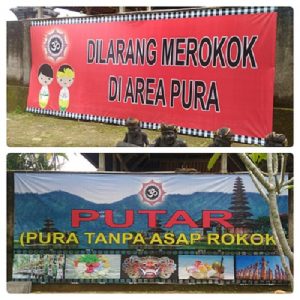 DILARANG MEROKOK
DI AREA PURA
PUTAR
(PURA TANPA ASAP ROKOK